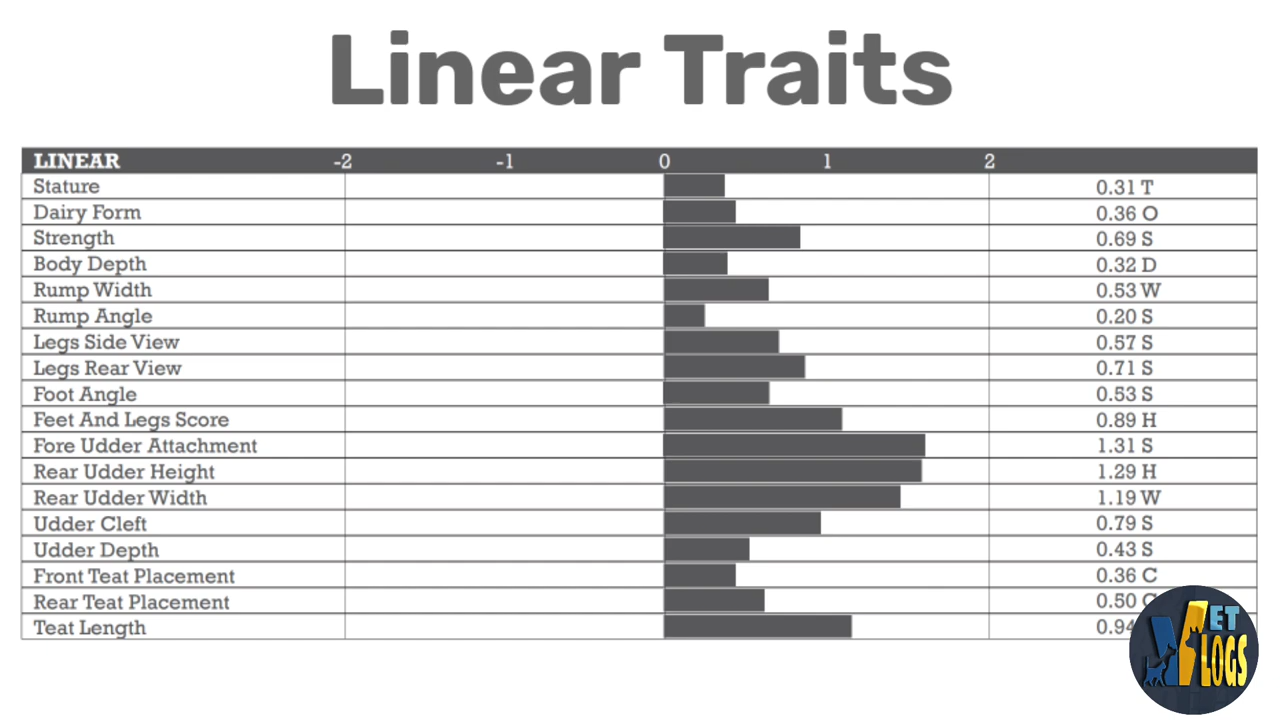 Linear Traits
LINEAR -2 -1 0 1 2
Stature 0.31 T
Dairy Form 0.36 O
Strength 0.69 S
Body Depth 0.32 D
Rump Width 0.53 W
Rump Angle 0.20 S
Legs Side View 0.57 S
Legs Rear View 0.71 S
Foot Angle 0.53 S
Feet And Legs Score 0.89 H
Fore Udder Attachment 1.31 S
Rear Udder Height 1.29 H
Rear Udder Width 1.19 W
Udder Cleft 0.79 S
Udder Depth 0.43 S
Front Teat Placement 0.36 C
Rear Teat Placement 0.50
Teat Length 0.94
VET
VLOGS